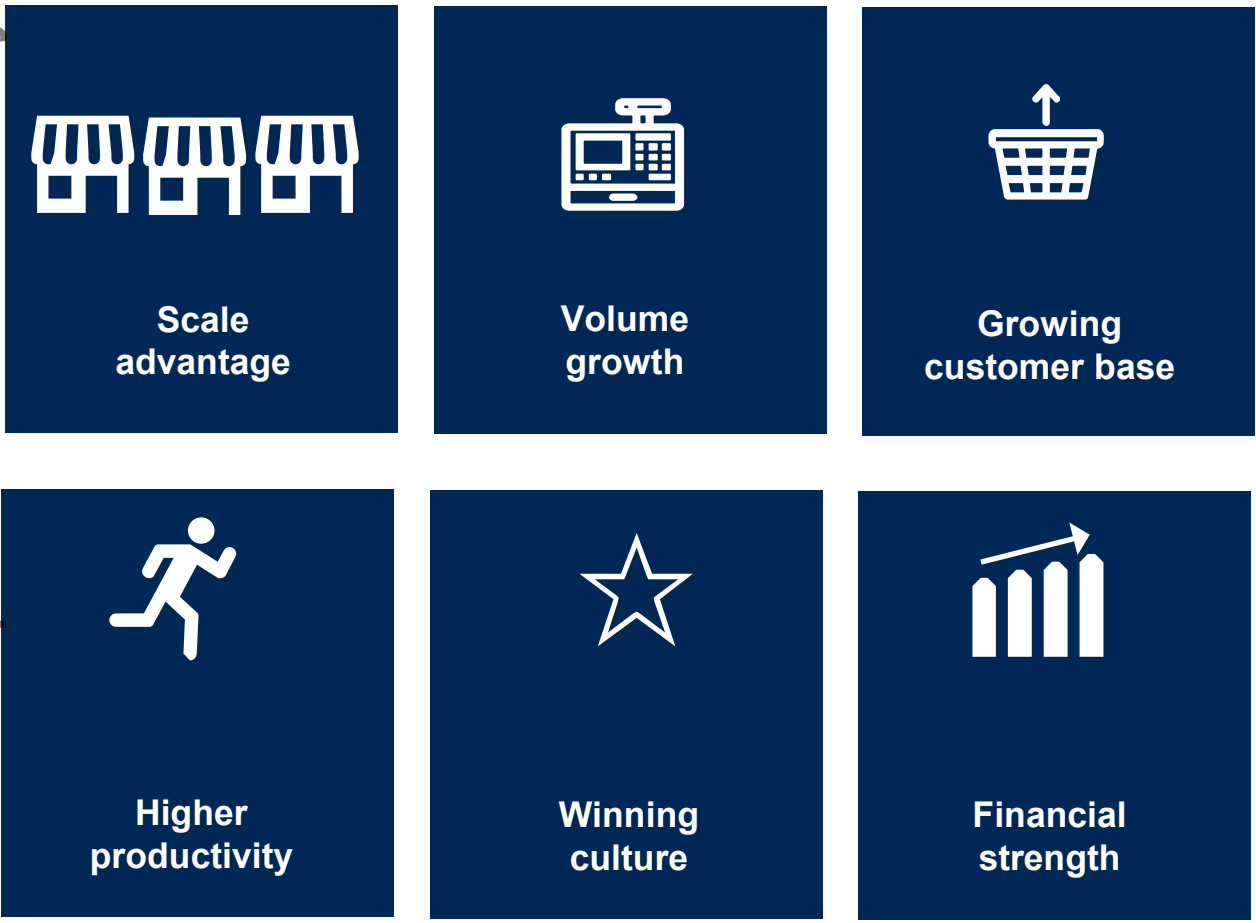 Scale
advantage
Volume
growth
Growing
customer base
Higher
productivity
Winning
culture
Financial
strength